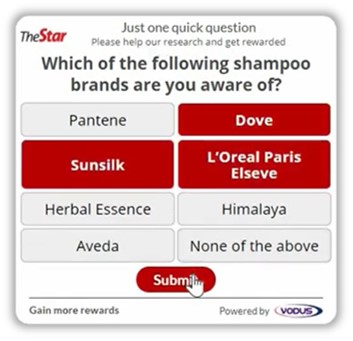 TheStar
Just one quick question
Please help our research and get rewarded
Which of the following shampoo
brands are you aware of?
Pantene
Dove
Sunsilk
L'Oreal Paris
Elseve
Herbal Essence
Himalaya
Aveda
None of the above
Submit
Gain more rewards
Powered by VODUS